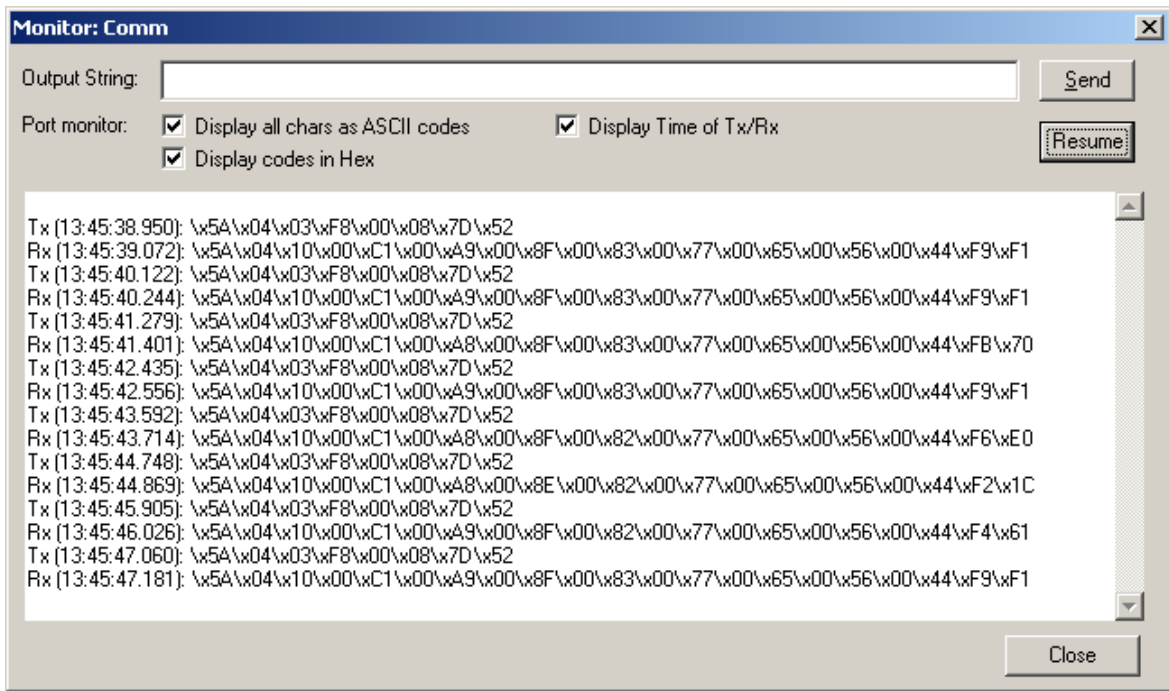 Monitor: Comm
Output String:
Send
Port monitor:
Display all chars as ASCII codes
Display Time of Tx/Rx
Display codes in Hex
Resume
Tx (13:45:38.950): \x5A\x04\x03\xF8\x00\x08\x7D\x52
Rx (13:45:39.072): \x5A\x04\x10\x00\xC1\x00\xA9\x00\x8F\x00\x83\x00\x77\x00\x65\x00\x56\x00\x44\xF9\xF1
Tx (13:45:40.122): \x5A\x04\x03\xF8\x00\x08\x7D\x52
Rx (13:45:40.244): \x5A\x04\x10\x00\xC1\x00\xA9\x00\x8F\x00\x83\x00\x77\x00\x65\x00\x56\x00\x44\xF9\xF1
Tx (13:45:41.279): \x5A\x04\x03\xF8\x00\x08\x7D\x52
Rx (13:45:41.401): \x5A\x04\x10\x00\xC1\x00\xA8\x00\x8F\x00\x83\x00\x77\x00\x65\x00\x56\x00\x44\xFB\x70
Tx (13:45:42.435): \x5A\x04\x03\xF8\x00\x08\x7D\x52
Rx (13:45:42.556): \x5A\x04\x10\x00\xC1\x00\xA9\x00\x8F\x00\x83\x00\x77\x00\x65\x00\x56\x00\x44\xF9\xF1
Tx (13:45:43.592): \x5A\x04\x03\xF8\x00\x08\x7D\x52
Rx (13:45:43.714): \x5A\x04\x10\x00\xC1\x00\xA8\x00\x8F\x00\x82\x00\x77\x00\x65\x00\x56\x00\x44\xF6\xE0
Tx (13:45:44.748): \x5A\x04\x03\xF8\x00\x08\x7D\x52
Rx (13:45:44.869): \x5A\x04\x10\x00\xC1\x00\xA8\x00\x8E\x00\x82\x00\x77\x00\x65\x00\x56\x00\x44\xF2\x1C
Tx (13:45:45.905): \x5A\x04\x03\xF8\x00\x08\x7D\x52
Rx (13:45:46.026): \x5A\x04\x10\x00\xC1\x00\xA9\x00\x8F\x00\x82\x00\x77\x00\x65\x00\x56\x00\x44\xF4\x61
Tx (13:45:47.060): \x5A\x04\x03\xF8\x00\x08\x7D\x52
Rx (13:45:47.181): \x5A\x04\x10\x00\xC1\x00\xA9\x00\x8F\x00\x83\x00\x77\x00\x65\x00\x56\x00\x44\xF9\xF1
Close